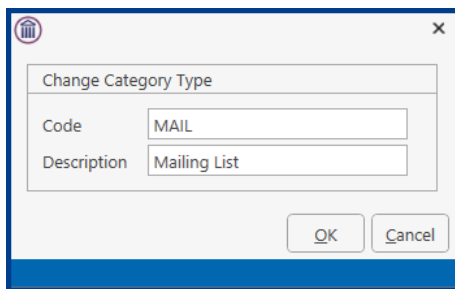 Change Category Type
Code MAIL
Description Mailing List
OK Cancel